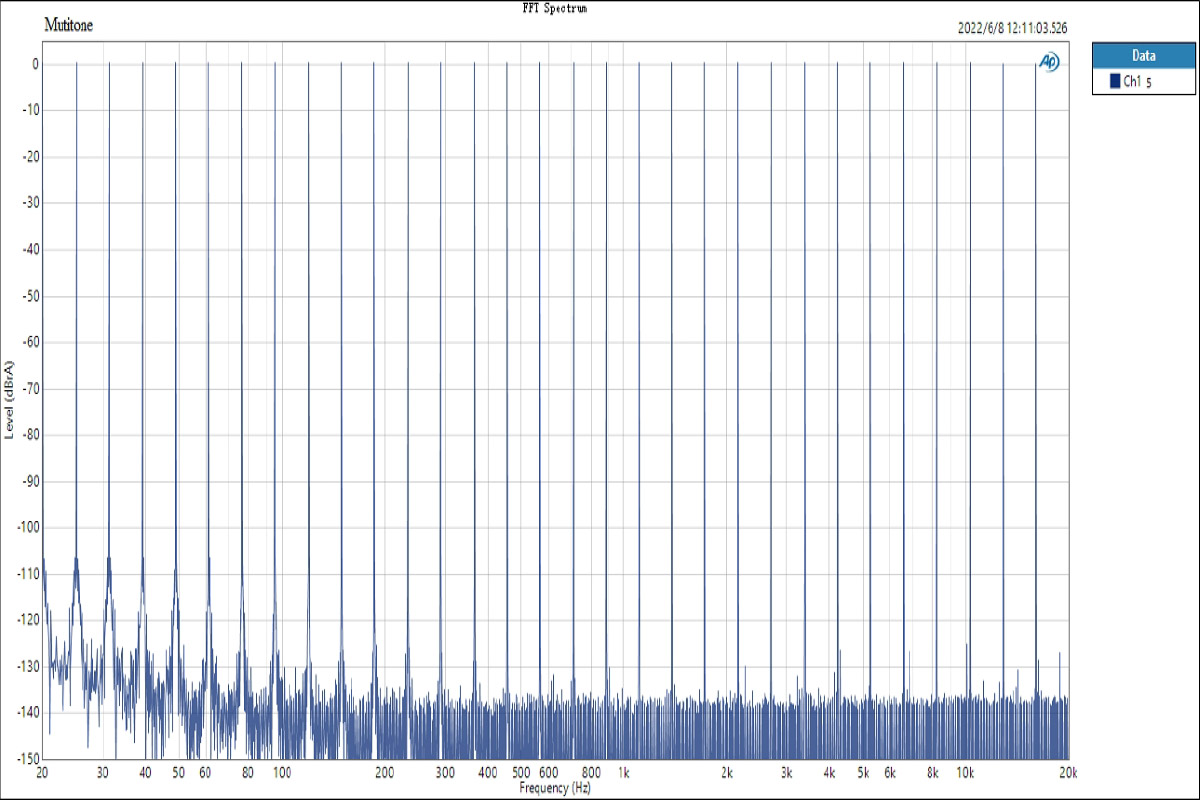 FFT Spectrum
Mutitone
2022/6/8 12:11:03.526
AP
Data
Ch1 5
Level (dBrA)
0
-10
-20
-30
-40
-50
-60
-70
-80
-90
-100
-110
-120
-130
-140
-150
20 30 40 50 60 80 100 200 300 400 500 600 800 1k 2k 3k 4k 5k 6k 8k 10k 20k
Frequency (Hz)